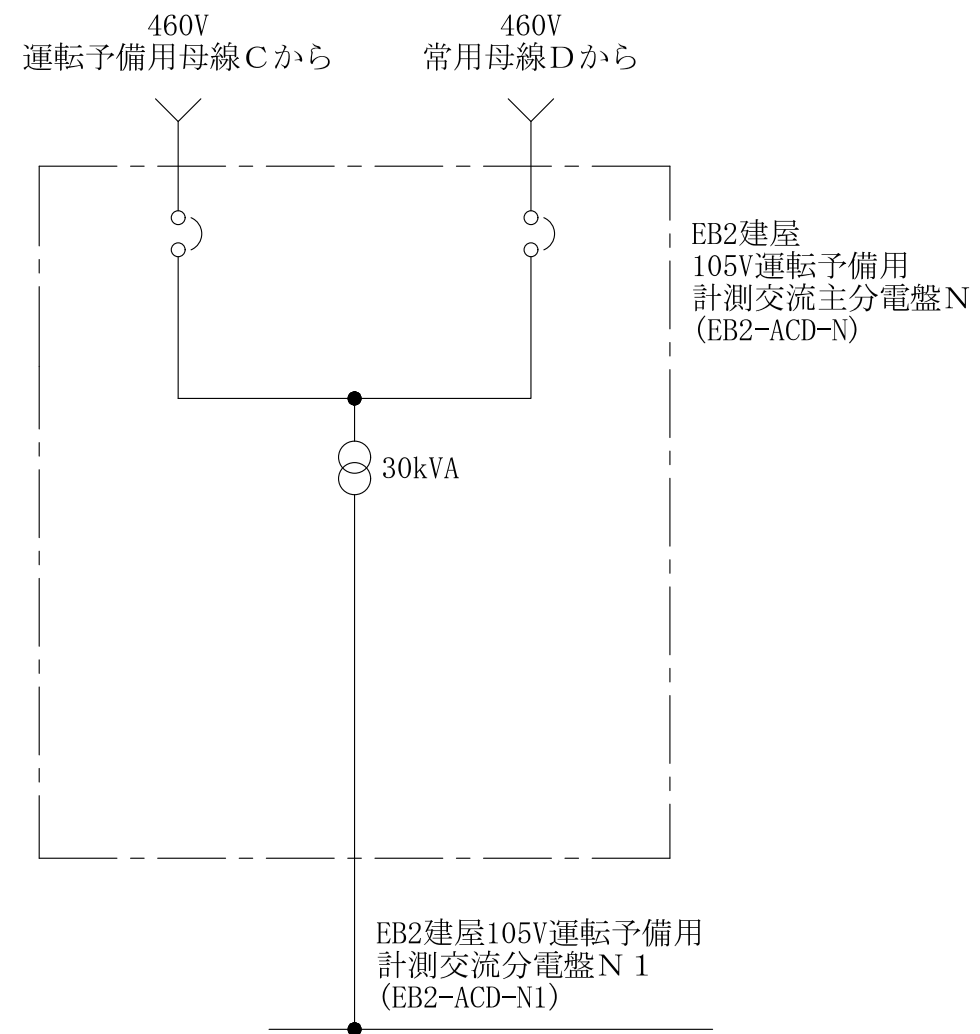 460V
運転予備用母線Ｃから
460V
常用母線Ｄから
EB2建屋
105V運転予備用
計測交流主分電盤Ｎ
(EB2-ACD-N)
30kVA
EB2建屋105V運転予備用
計測交流分電盤Ｎ１
(EB2-ACD-N1)